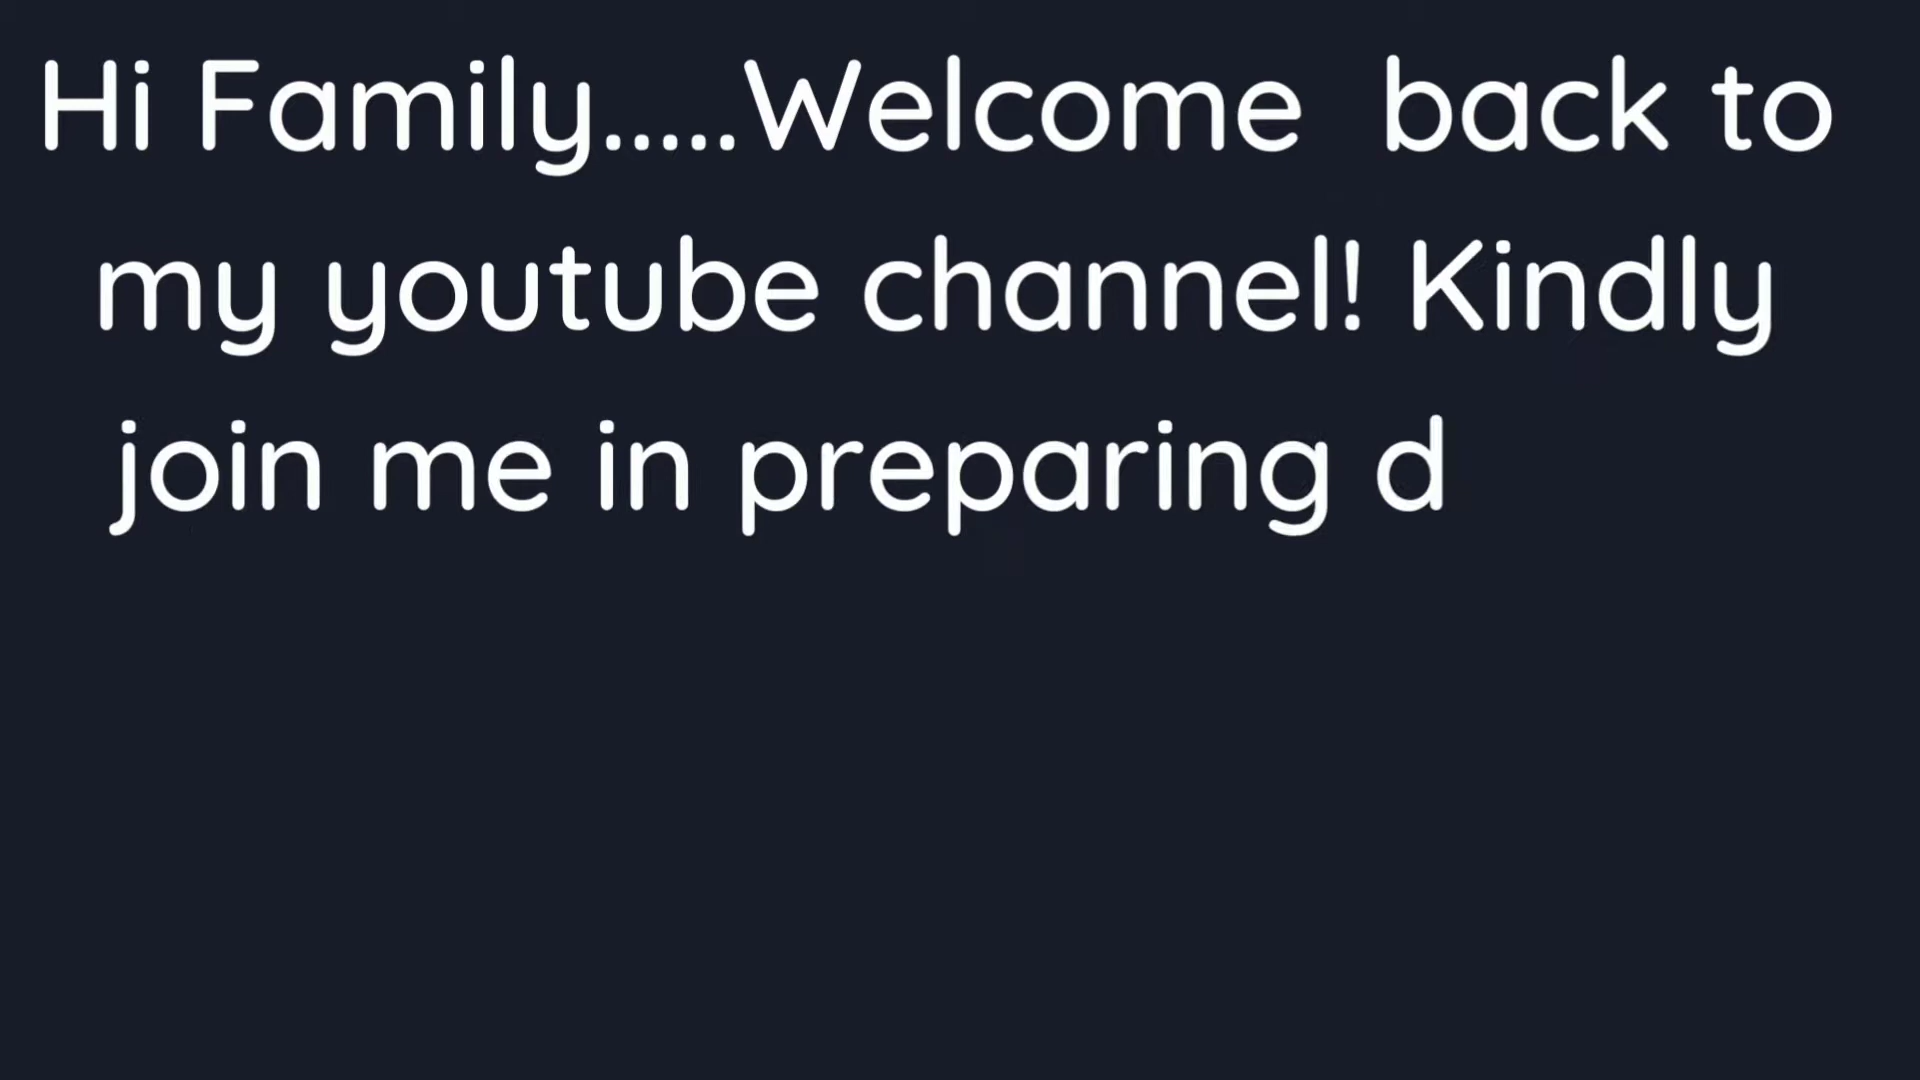 Hi Family.....Welcome  back to
my youtube channel! Kindly
join me in preparing d